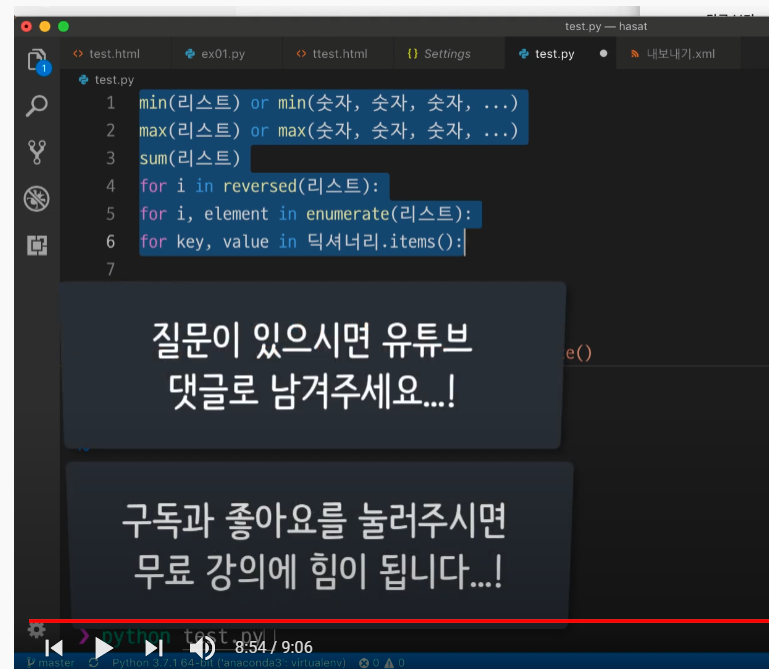 test.py — hasat
test.html
ex01.py
ttest.html
{} Settings
test.py
내보내기.xml
test.py
1 min(리스트) or min(숫자, 숫자, 숫자, ...)
2 max(리스트) or max(숫자, 숫자, 숫자, ...)
3 sum(리스트)
4 for i in reversed(리스트):
5 for i, element in enumerate(리스트):
6 for key, value in 딕셔너리.items():
7
1
질문이 있으시면 유튜브
댓글로 남겨주세요...!
e()
구독과 좋아요를 눌러주시면
무료 강의에 힘이 됩니다...!
python test.py
8:54 / 9:06
master Python 3.7.1 64-bit ('anaconda3': virtualenv) 0 0